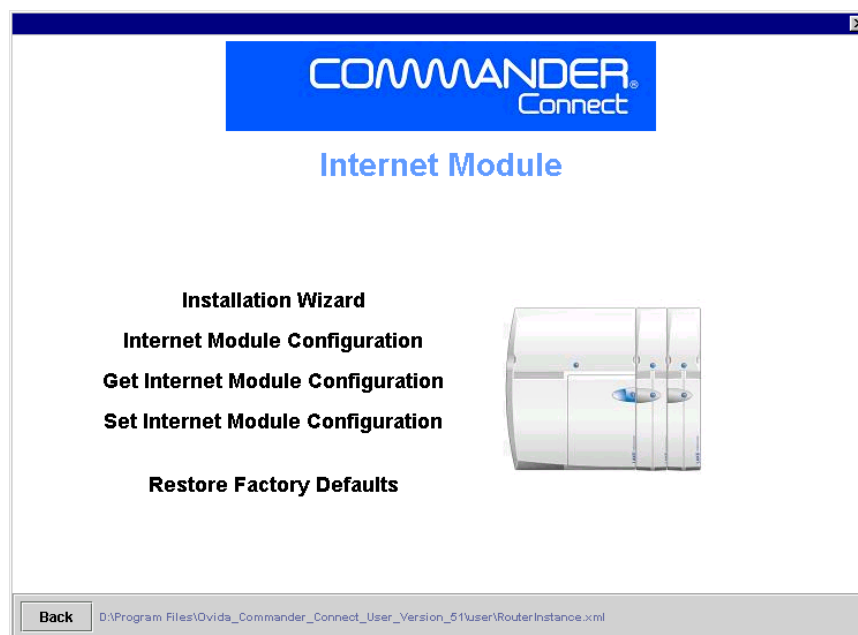 COMMANDER®
Connect
Internet Module
Installation Wizard
Internet Module Configuration
Get Internet Module Configuration
Set Internet Module Configuration
Restore Factory Defaults
Back D:\Program Files\Ovida_Commander_Connect_User_Version_51\user\RouterInstance.xml